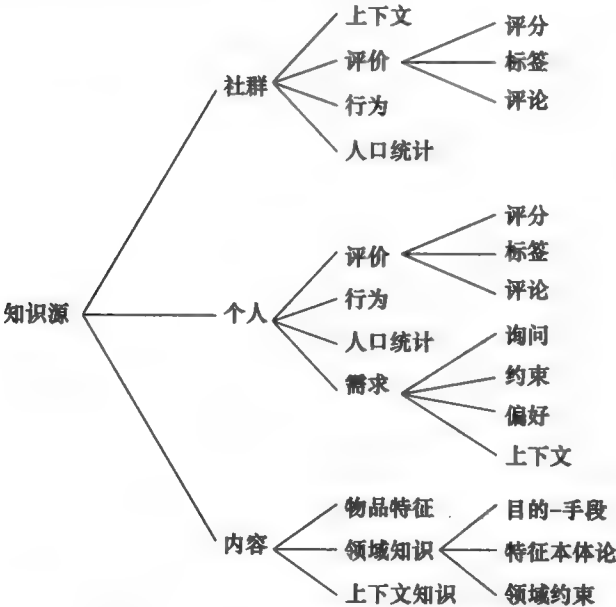 上下文
评分
评价
标签
社群
行为
评论
人口统计
评分
评价
标签
行为
评论
知识源
个人
人口统计
询问
需求
约束
偏好
上下文
物品特征
目的-手段
内容
领域知识
特征本体论
上下文知识
领域约束